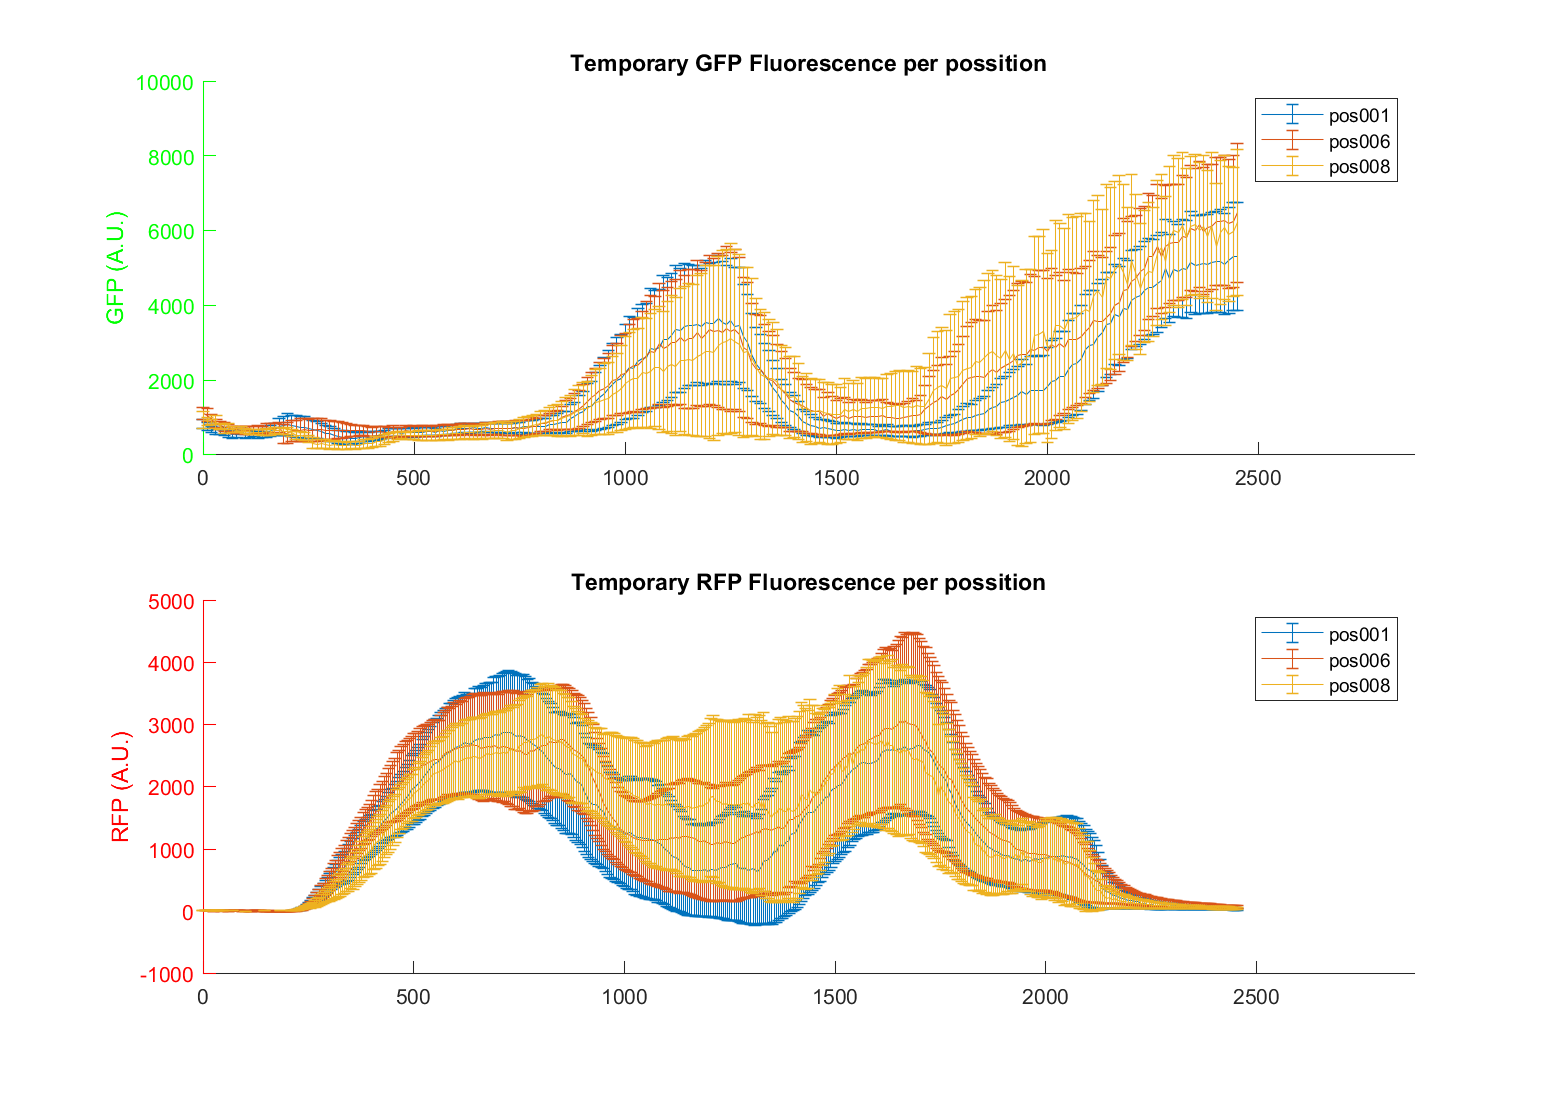 Temporary GFP Fluorescence per possition
10000
8000
6000
4000
2000
0
GFP (A.U.)
0 500 1000 1500 2000 2500
pos001
pos006
pos008
Temporary RFP Fluorescence per possition
5000
4000
3000
2000
1000
0
-1000
RFP (A.U.)
0 500 1000 1500 2000 2500
pos001
pos006
pos008